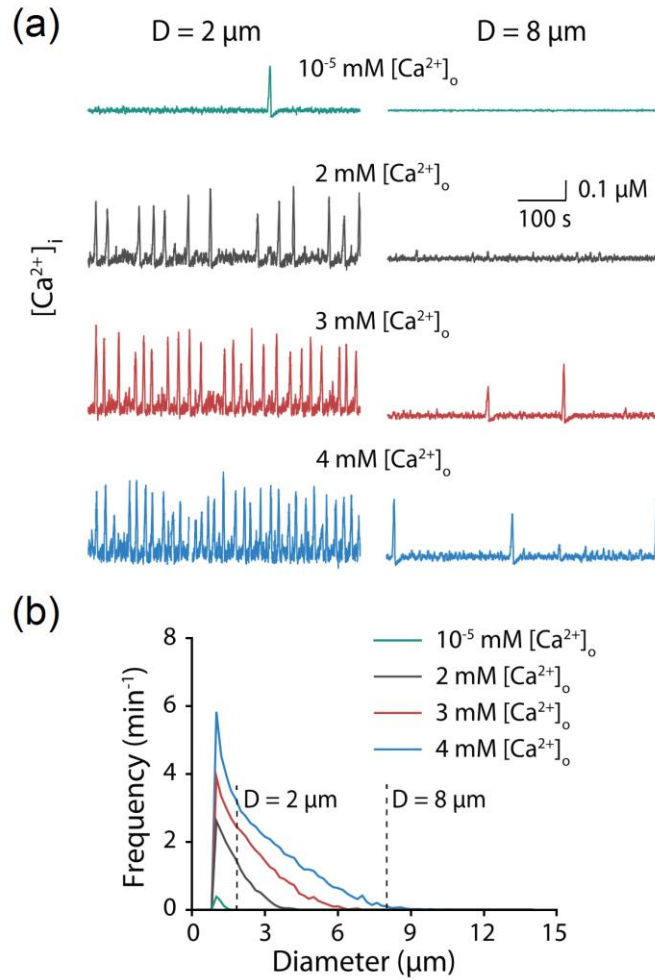 (a)
D = 2 µm
D = 8 µm
10⁻⁵ mM [Ca²⁺]ₒ
2 mM [Ca²⁺]ₒ
0.1 µM
100 s
[Ca²⁺]ᵢ
3 mM [Ca²⁺]ₒ
4 mM [Ca²⁺]ₒ
(b)
8
6
4
2
0
Frequency (min⁻¹)
10⁻⁵ mM [Ca²⁺]ₒ
2 mM [Ca²⁺]ₒ
3 mM [Ca²⁺]ₒ
4 mM [Ca²⁺]ₒ
D = 2 µm
D = 8 µm
0 3 6 9 12 15
Diameter (µm)